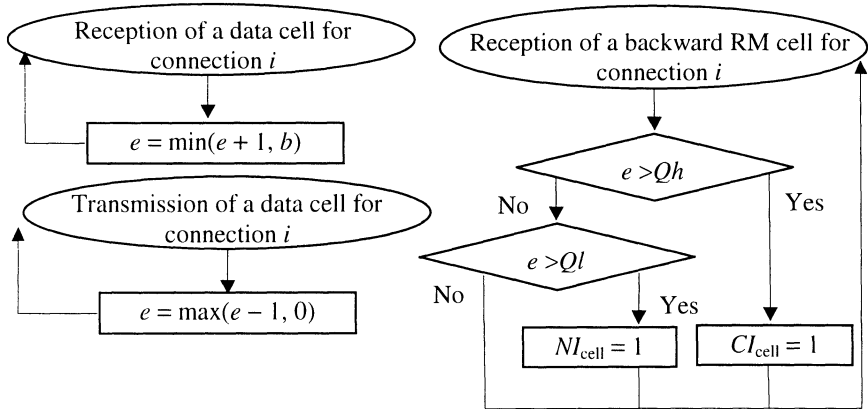 Reception of a data cell for
connection i
e = min(e + 1, b)
Transmission of a data cell for
connection i
e = max(e − 1, 0)
Reception of a backward RM cell for
connection i
e >Qh
No
Yes
e >Ql
No
Yes
NIcell = 1
CIcell = 1